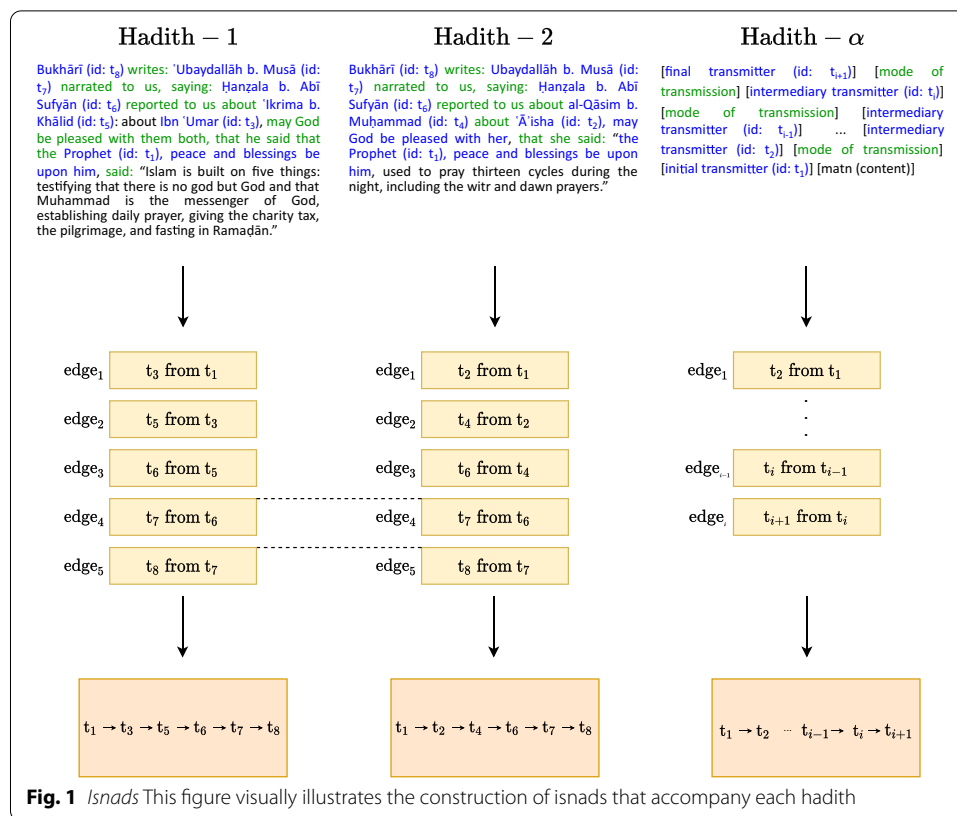 Hadith − 1
Bukhārī (id: t₈) writes: ʿUbaydallāh b. Musā (id:
t₇) narrated to us, saying: Ḥanẓala b. Abī
Sufyān (id: t₆) reported to us about ʿIkrima b.
Khālid (id: t₅): about Ibn ʿUmar (id: t₃), may God
be pleased with them both, that he said that
the Prophet (id: t₁), peace and blessings be
upon him, said: “Islam is built on five things:
testifying that there is no god but God and that
Muhammad is the messenger of God,
establishing daily prayer, giving the charity tax,
the pilgrimage, and fasting in Ramaḍān.”
edge₁ t₃ from t₁
edge₂ t₅ from t₃
edge₃ t₆ from t₅
edge₄ t₇ from t₆
edge₅ t₈ from t₇
t₁ → t₃ → t₅ → t₆ → t₇ → t₈
Hadith − 2
Bukhārī (id: t₈) writes: Ubaydallāh b. Musā (id:
t₇) narrated to us, saying: Ḥanẓala b. Abī
Sufyān (id: t₆) reported to us about al-Qāsim b.
Muḥammad (id: t₄) about ʿĀʾisha (id: t₂), may
God be pleased with her, that she said: “the
Prophet (id: t₁), peace and blessings be upon
him, used to pray thirteen cycles during the
night, including the witr and dawn prayers.”
edge₁ t₂ from t₁
edge₂ t₄ from t₂
edge₃ t₆ from t₄
edge₄ t₇ from t₆
edge₅ t₈ from t₇
t₁ → t₂ → t₄ → t₆ → t₇ → t₈
Hadith − α
[final transmitter (id: tᵢ₊₁)] [mode of
transmission] [intermediary transmitter (id: tᵢ)]
[mode of transmission] [intermediary
transmitter (id: tᵢ₋₁)] ... [intermediary
transmitter (id: t₂)] [mode of transmission]
[initial transmitter (id: t₁)] [matn (content)]
edge₁ t₂ from t₁
edgeᵢ₋₁ tᵢ from tᵢ₋₁
edgeᵢ tᵢ₊₁ from tᵢ
t₁ → t₂ ... tᵢ₋₁ → tᵢ → tᵢ₊₁
Fig. 1 Isnads This figure visually illustrates the construction of isnads that accompany each hadith